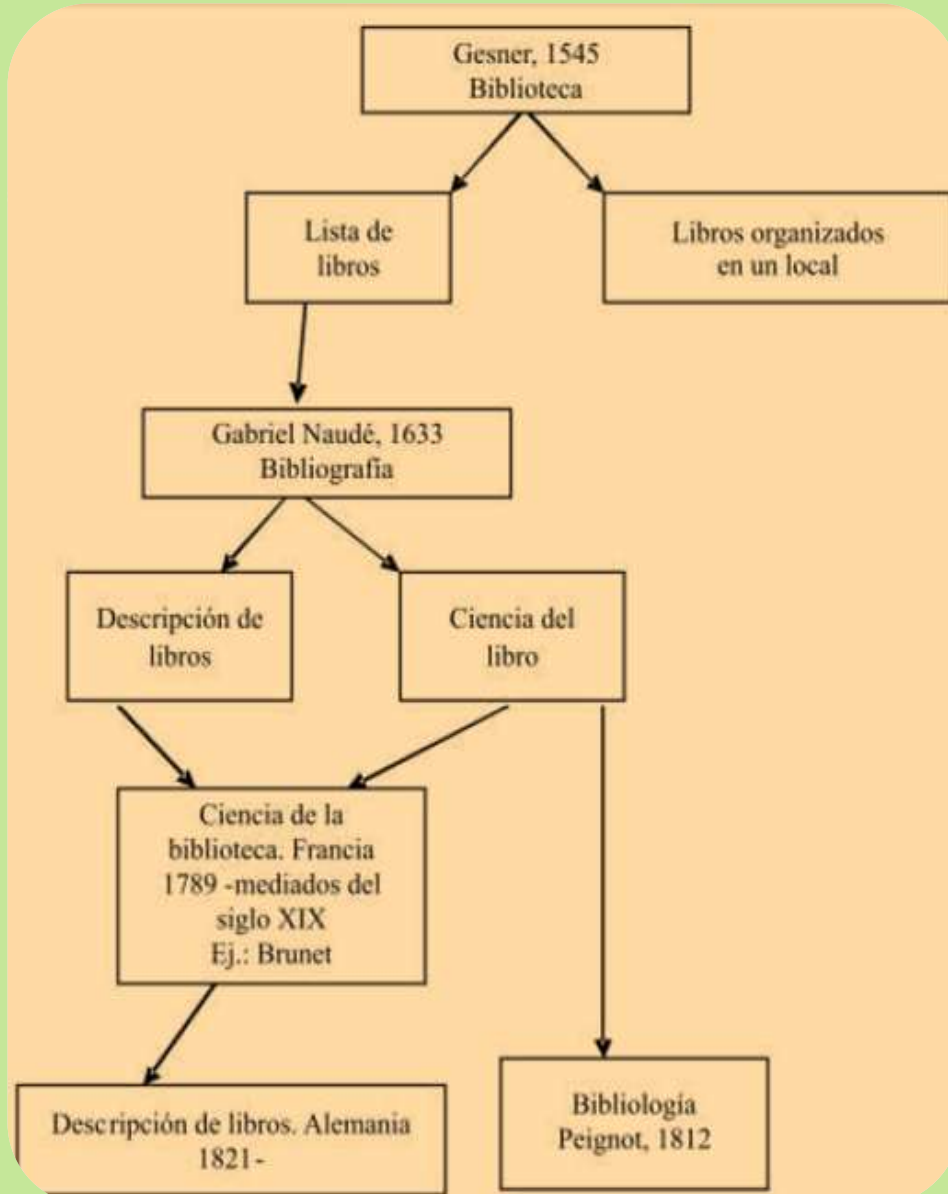 Gesner, 1545
Biblioteca
Lista de
libros
Libros organizados
en un local
Gabriel Naudé, 1633
Bibliografía
Descripción de
libros
Ciencia del
libro
Ciencia de la
biblioteca. Francia
1789 -mediados del
siglo XIX
Ej.: Brunet
Descripción de libros. Alemania
1821-
Bibliología
Peignot, 1812